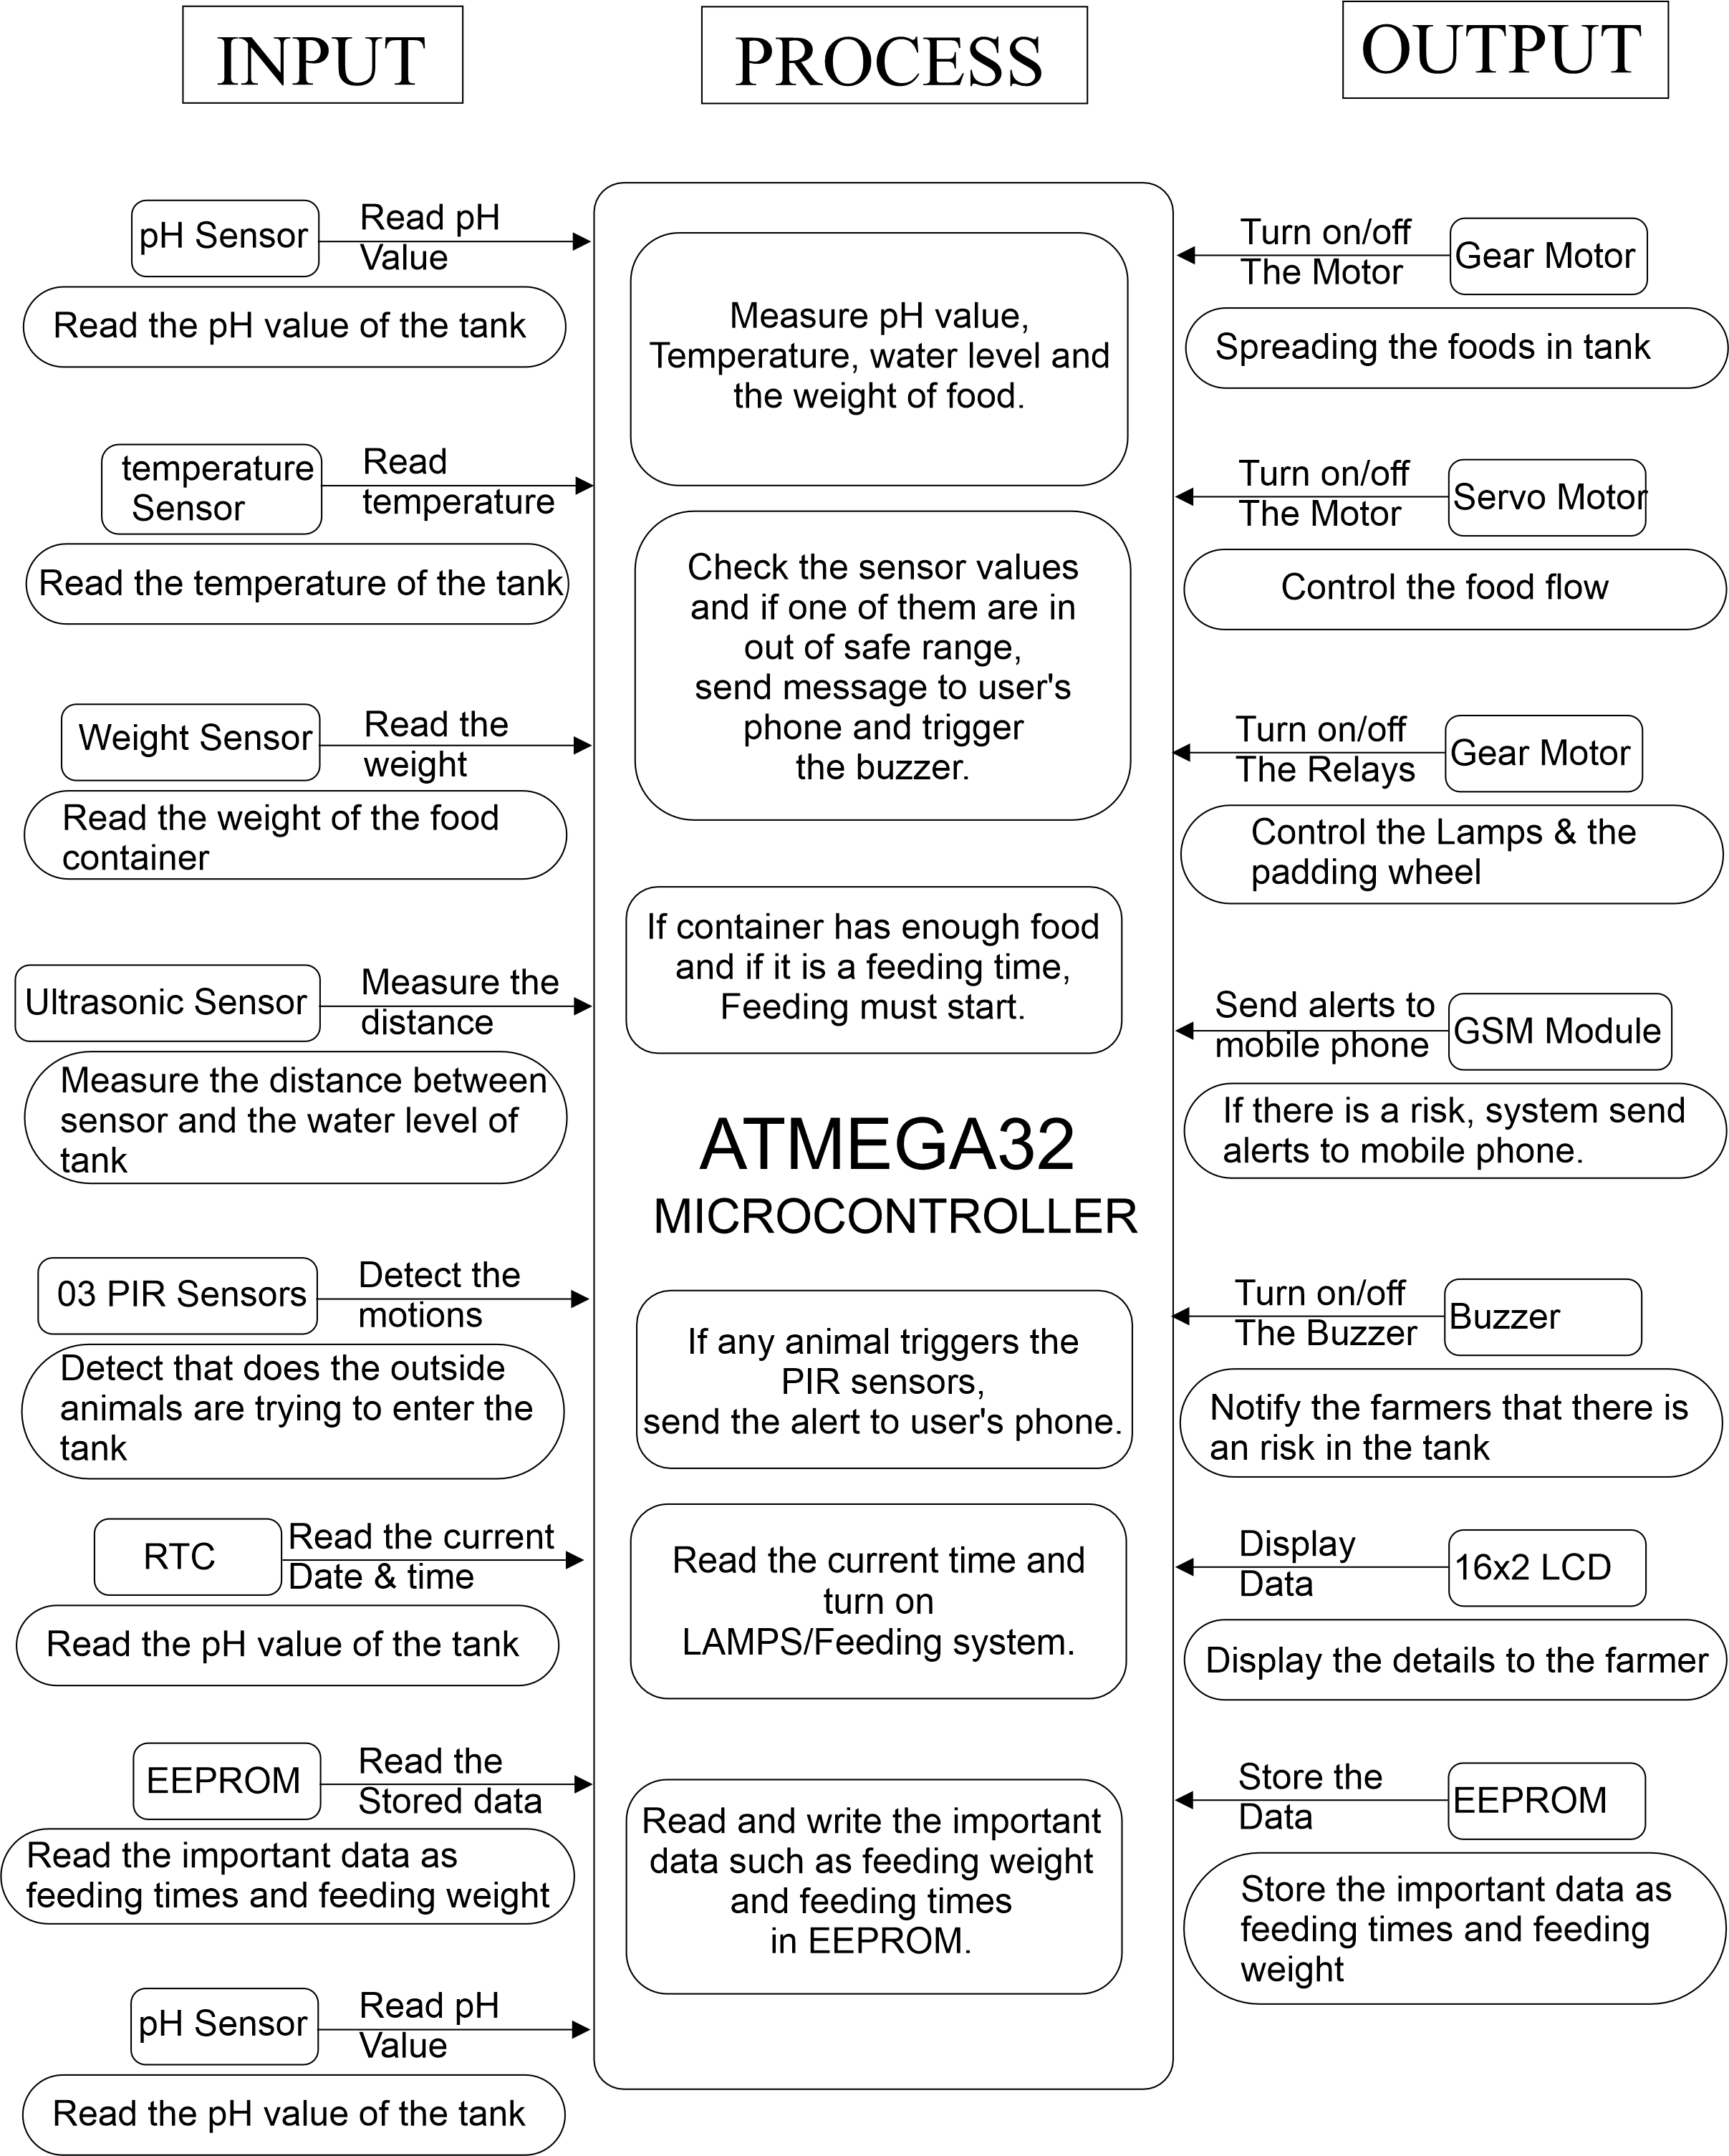 INPUT
PROCESS
OUTPUT
pH Sensor
Read pH
Value
Read the pH value of the tank
temperature
Sensor
Read
temperature
Read the temperature of the tank
Weight Sensor
Read the
weight
Read the weight of the food
container
Ultrasonic Sensor
Measure the
distance
Measure the distance between
sensor and the water level of
tank
03 PIR Sensors
Detect the
motions
Detect that does the outside
animals are trying to enter the
tank
RTC
Read the current
Date & time
Read the pH value of the tank
EEPROM
Read the
Stored data
Read the important data as
feeding times and feeding weight
pH Sensor
Read pH
Value
Read the pH value of the tank
Measure pH value,
Temperature, water level and
the weight of food.
Check the sensor values
and if one of them are in
out of safe range,
send message to user's
phone and trigger
the buzzer.
If container has enough food
and if it is a feeding time,
Feeding must start.
ATMEGA32
MICROCONTROLLER
If any animal triggers the
PIR sensors,
send the alert to user's phone.
Read the current time and
turn on
LAMPS/Feeding system.
Read and write the important
data such as feeding weight
and feeding times
in EEPROM.
Turn on/off
The Motor
Gear Motor
Spreading the foods in tank
Turn on/off
The Motor
Servo Motor
Control the food flow
Turn on/off
The Relays
Gear Motor
Control the Lamps & the
padding wheel
Send alerts to
mobile phone
GSM Module
If there is a risk, system send
alerts to mobile phone.
Turn on/off
The Buzzer
Buzzer
Notify the farmers that there is
an risk in the tank
Display
Data
16x2 LCD
Display the details to the farmer
Store the
Data
EEPROM
Store the important data as
feeding times and feeding
weight